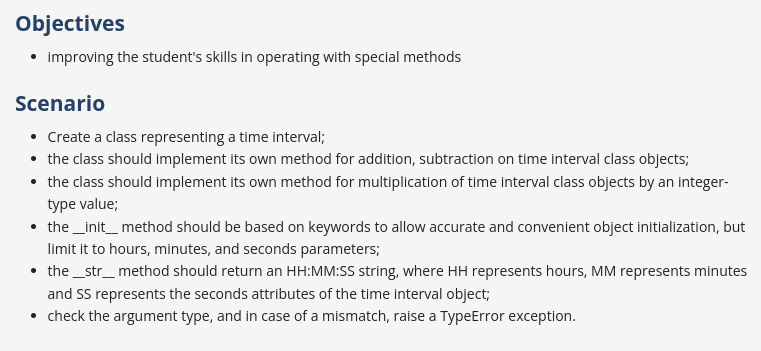 Objectives
• improving the student's skills in operating with special methods
Scenario
• Create a class representing a time interval;
• the class should implement its own method for addition, subtraction on time interval class objects;
• the class should implement its own method for multiplication of time interval class objects by an integer-
type value;
• the __init__ method should be based on keywords to allow accurate and convenient object initialization, but
limit it to hours, minutes, and seconds parameters;
• the __str__ method should return an HH:MM:SS string, where HH represents hours, MM represents minutes
and SS represents the seconds attributes of the time interval object;
• check the argument type, and in case of a mismatch, raise a TypeError exception.